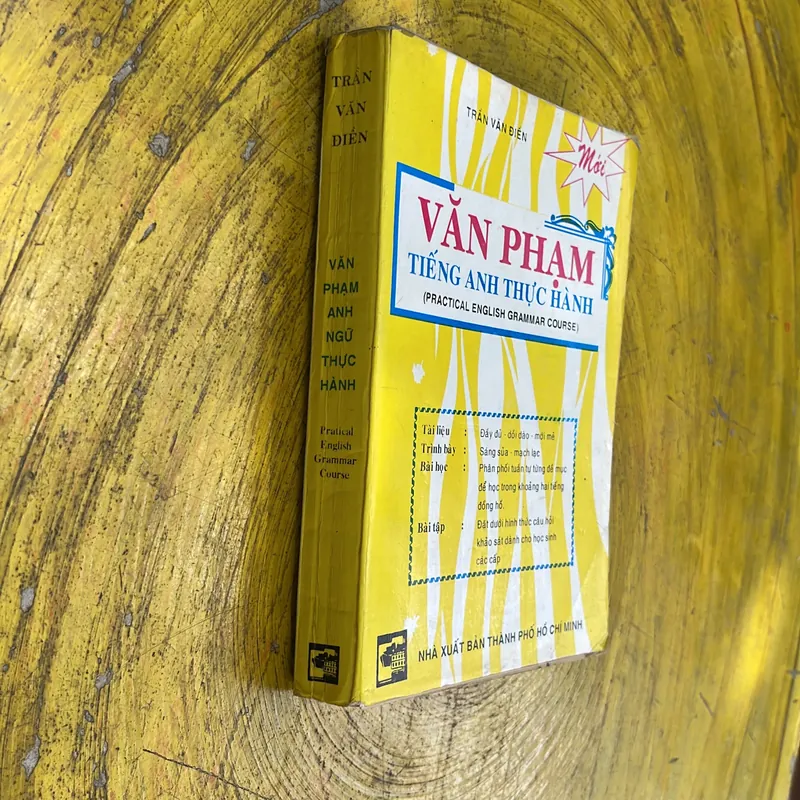 TRẦN
VĂN
ĐIỀN
VĂN
PHẠM
ANH
NGỮ
THỰC
HÀNH
Pratical
English
Grammar
Course
TRẦN VĂN ĐIỀN
Mới
VĂN PHẠM
TIẾNG ANH THỰC HÀNH
(PRACTICAL ENGLISH GRAMMAR COURSE)
Tài liệu : Đầy đủ - dồi dào - mới mẻ
Trình bày : Sáng sủa - mạch lạc
Bài học : Phân phối tuần tự từng đề mục
để học trong khoảng hai tiếng
đồng hồ.
Bài tập : Đặt dưới hình thức câu hỏi
khảo sát dành cho học sinh
các cấp
NHÀ XUẤT BẢN THÀNH PHỐ HỒ CHÍ MINH